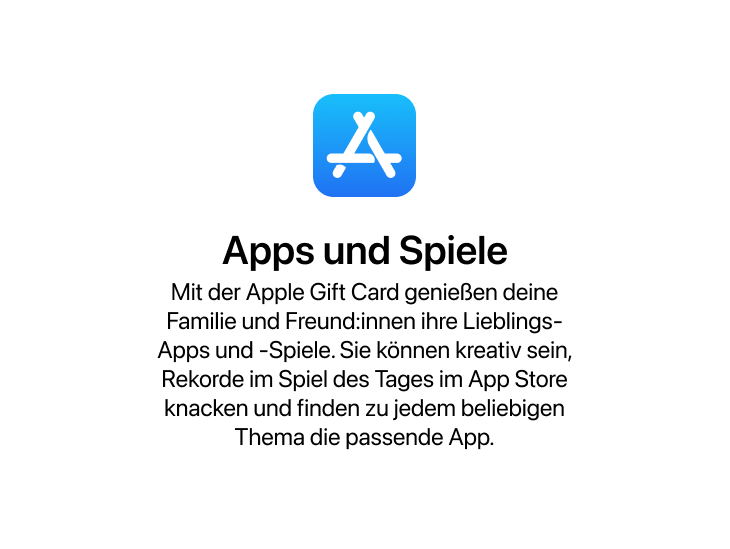 Apps und Spiele
Mit der Apple Gift Card genießen deine
Familie und Freund:innen ihre Lieblings-
Apps und -Spiele. Sie können kreativ sein,
Rekorde im Spiel des Tages im App Store
knacken und finden zu jedem beliebigen
Thema die passende App.